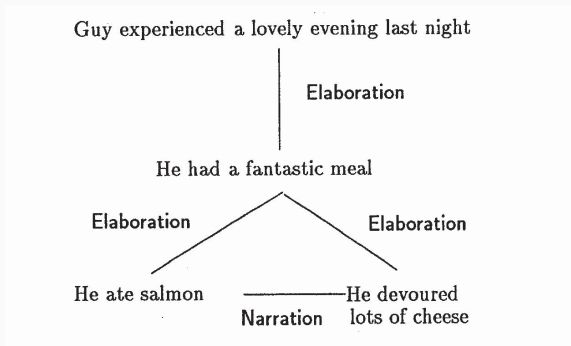 Guy experienced a lovely evening last night
Elaboration
He had a fantastic meal
Elaboration
Elaboration
He ate salmon
He devoured
Narration
lots of cheese